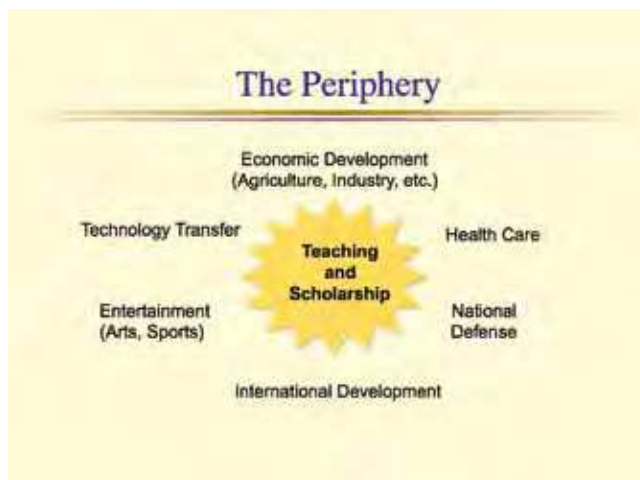 The Periphery
Economic Development
(Agriculture, Industry, etc.)
Technology Transfer
Health Care
Teaching
and
Scholarship
Entertainment
(Arts, Sports)
National
Defense
International Development